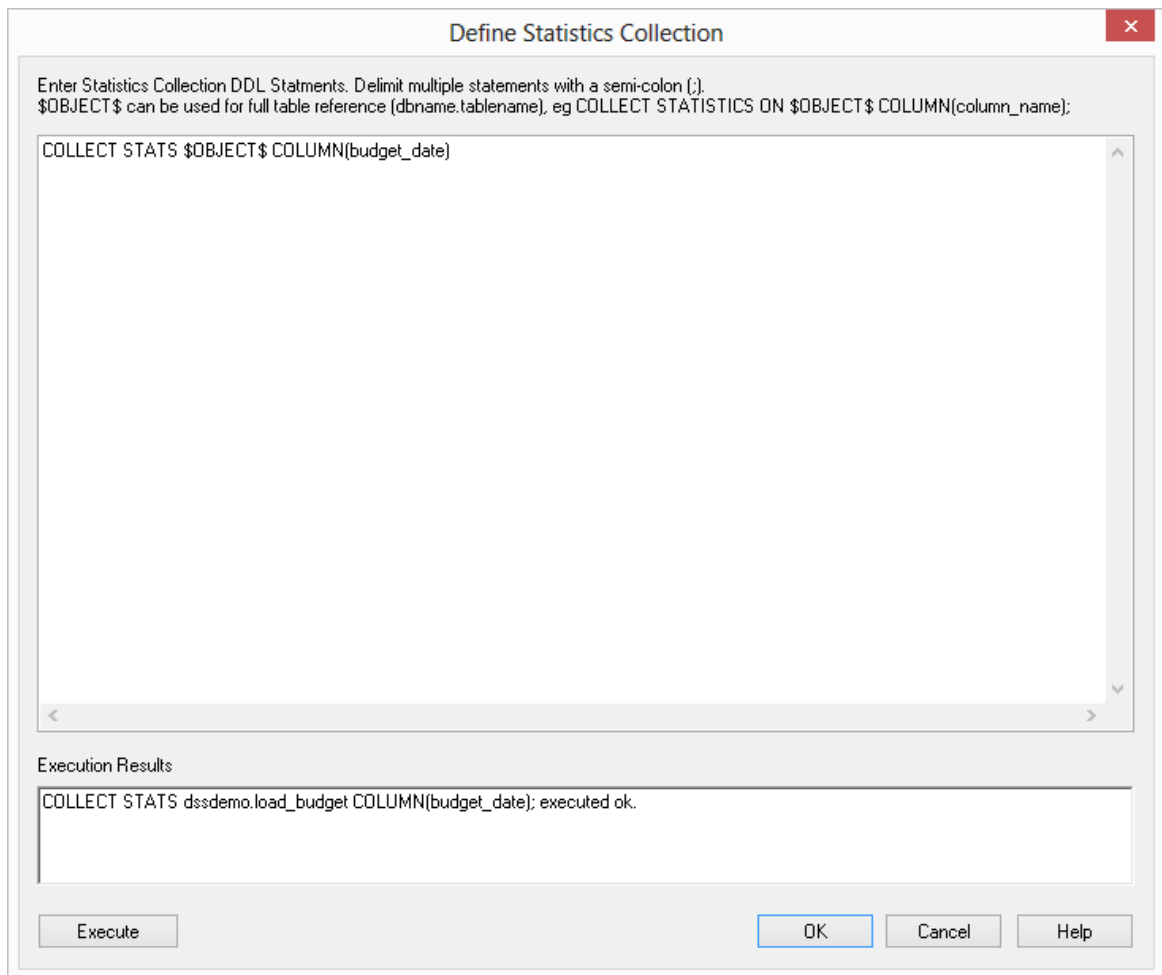 Define Statistics Collection
Enter Statistics Collection DDL Statments. Delimit multiple statements with a semi-colon (;).
$OBJECT$ can be used for full table reference (dbname.tablename), eg COLLECT STATISTICS ON $OBJECT$ COLUMN(column_name);
COLLECT STATS $OBJECT$ COLUMN(budget_date)
Execution Results
COLLECT STATS dssdemo.load_budget COLUMN(budget_date); executed ok.
Execute OK Cancel Help